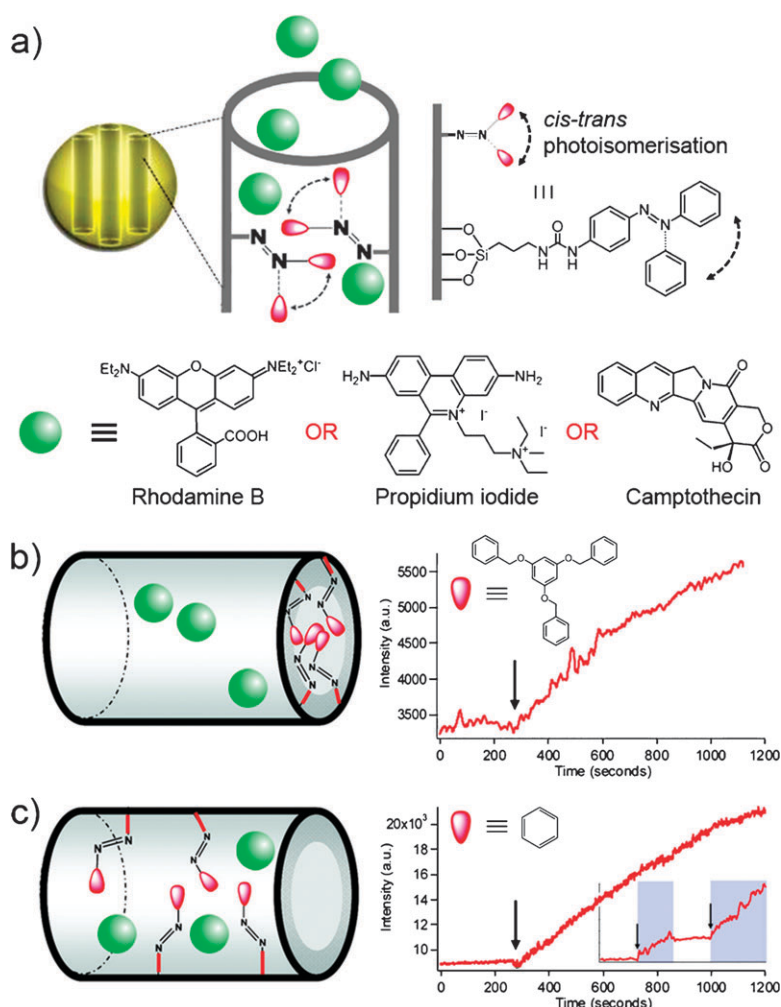 a)
N=N
N=N
N=N
cis-trans
photoisomerisation
O
O
O
Si
N
H
O
N
H
N
N
Et2N
O
NEt2+Cl-
COOH
H2N
NH2
N+
I-
N+
I-
N
N
O
O
O
HO
≡
OR
OR
Rhodamine B
Propidium iodide
Camptothecin
b)
N=N
N=N
N=N
N=N
≡
O
O
O
Intensity (a.u.)
5500
5000
4500
4000
3500
0 200 400 600 800 1000 1200
Time (seconds)
c)
N=N
N=N
N=N
N=N
≡
Intensity (a.u.)
20x10³
18
16
14
12
10
0 200 400 600 800 1000 1200
Time (seconds)